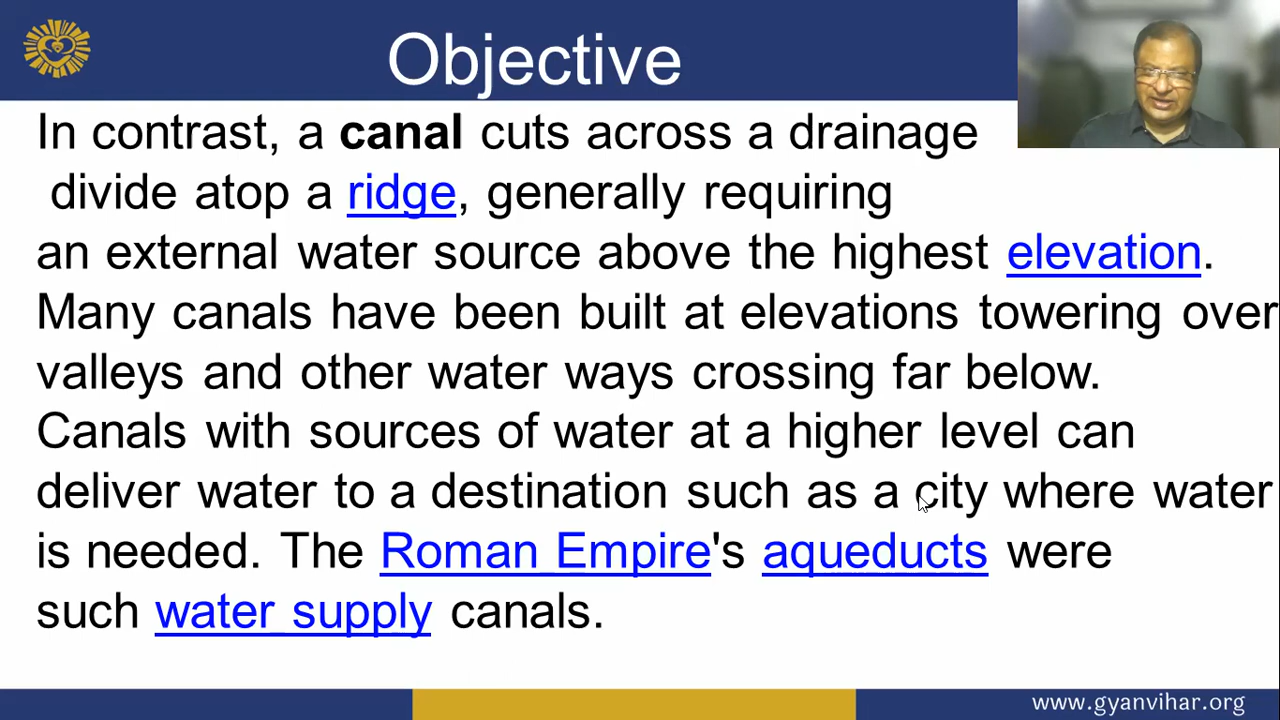 Objective
In contrast, a canal cuts across a drainage
divide atop a ridge, generally requiring
an external water source above the highest elevation.
Many canals have been built at elevations towering over
valleys and other water ways crossing far below.
Canals with sources of water at a higher level can
deliver water to a destination such as a city where water
is needed. The Roman Empire's aqueducts were
such water supply canals.
www.gyanvihar.org